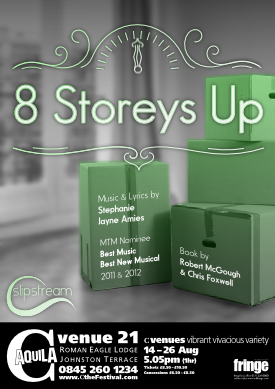 8 Storeys Up
Music & Lyrics by
Stephanie
Jayne Amies
MTM Nominee
Best Music
Best New Musical
2011 & 2012
Book by
Robert McGough
& Chris Foxwell
slipstream
C AQUILA
venue 21
ROMAN EAGLE LODGE
JOHNSTON TERRACE
0845 260 1234
www.CtheFestival.com
C venues vibrant vivacious variety
14–26 Aug
5.05pm (1hr)
fringe